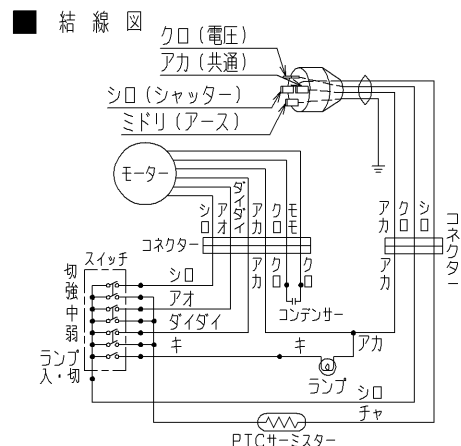 ■ 結線図
クロ（電圧）
アカ（共通）
シロ（シャッター）
ミドリ（アース）
モーター
シロ
アオ
ダイダイ
アカ
クロ
モモ
アカ
クロ
シロ
コネクター
コネクター
アカ
クロ
クロ
アカ
スイッチ
切
強
中
弱
ランプ
入・切
シロ
アオ
ダイダイ
キ
コンデンサー
キ
アカ
ランプ
シロ
チャ
PTCサーミスター